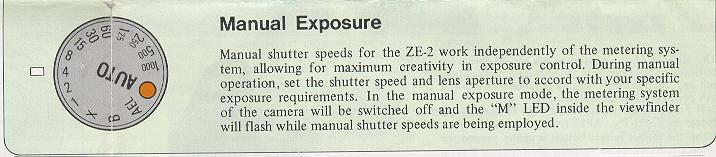 Manual Exposure
Manual shutter speeds for the ZE-2 work independently of the metering sys-
tem, allowing for maximum creativity in exposure control. During manual
operation, set the shutter speed and lens aperture to accord with your specific
exposure requirements. In the manual exposure mode, the metering system
of the camera will be switched off and the “M” LED inside the viewfinder
will flash while manual shutter speeds are being employed.
AUTO
1000
500
250
125
60
30
15
8
4
2
1
X
B
AEL